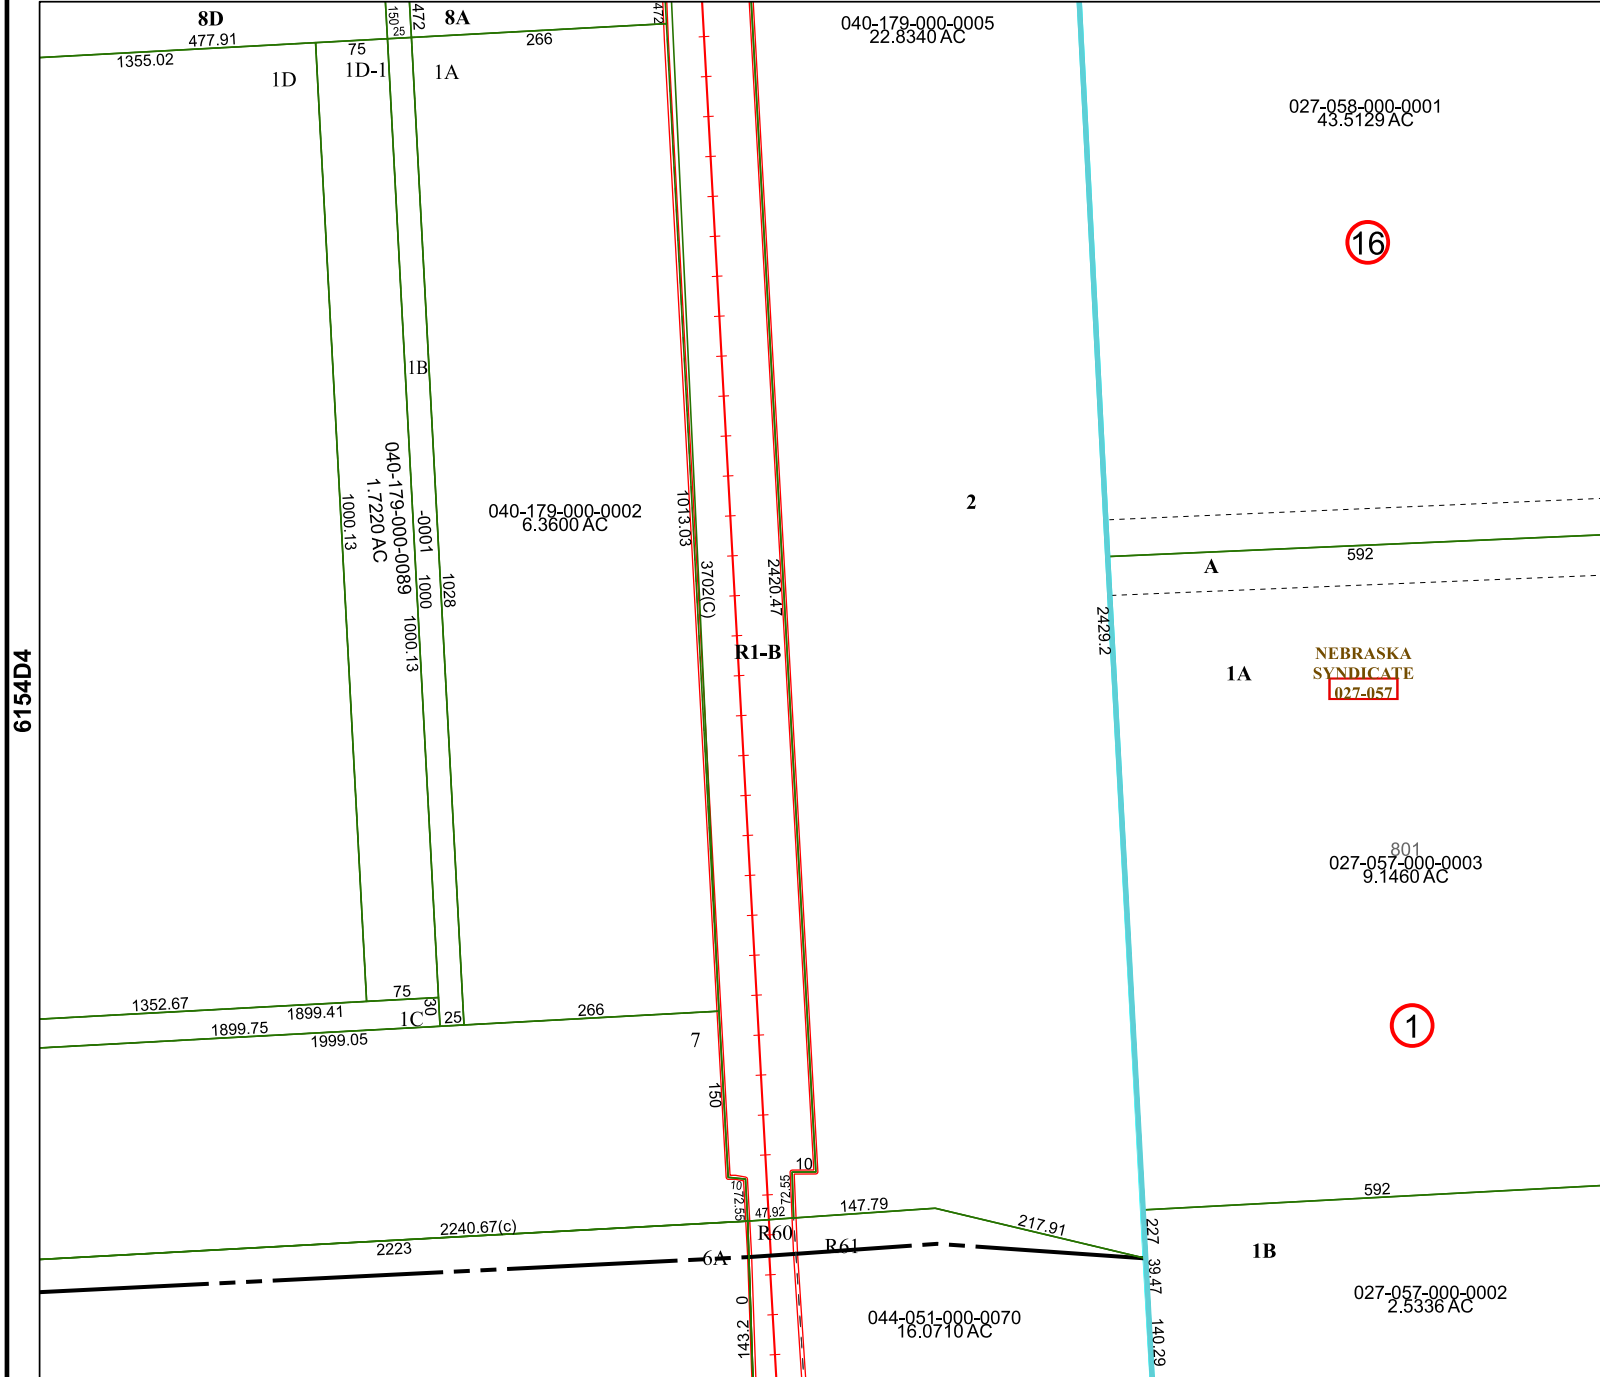 8D
150
25
472
8A
472
040-179-000-0005
22.8340 AC
477.91
75
266
1355.02
1D
1D-1
1A
027-058-000-0001
43.5129 AC
16
1B
040-179-000-0089
1.7220 AC
1000.13
-0001
1000
1000.13
1028
040-179-000-0002
6.3600 AC
1013.03
3702(C)
2420.47
R1-B
2
592
A
2429.2
NEBRASKA
SYNDICATE
027-057
1A
6154D4
801
027-057-000-0003
9.1460 AC
1352.67
75
1899.41
30
1C
25
266
1899.75
1999.05
7
1
150
10
10
72.55
72.55
47.92
147.79
217.91
592
2240.67(c)
2223
R60
R61
6A
227
1B
39.47
027-057-000-0002
2.5336 AC
044-051-000-0070
16.0710 AC
0
143.2
140.29